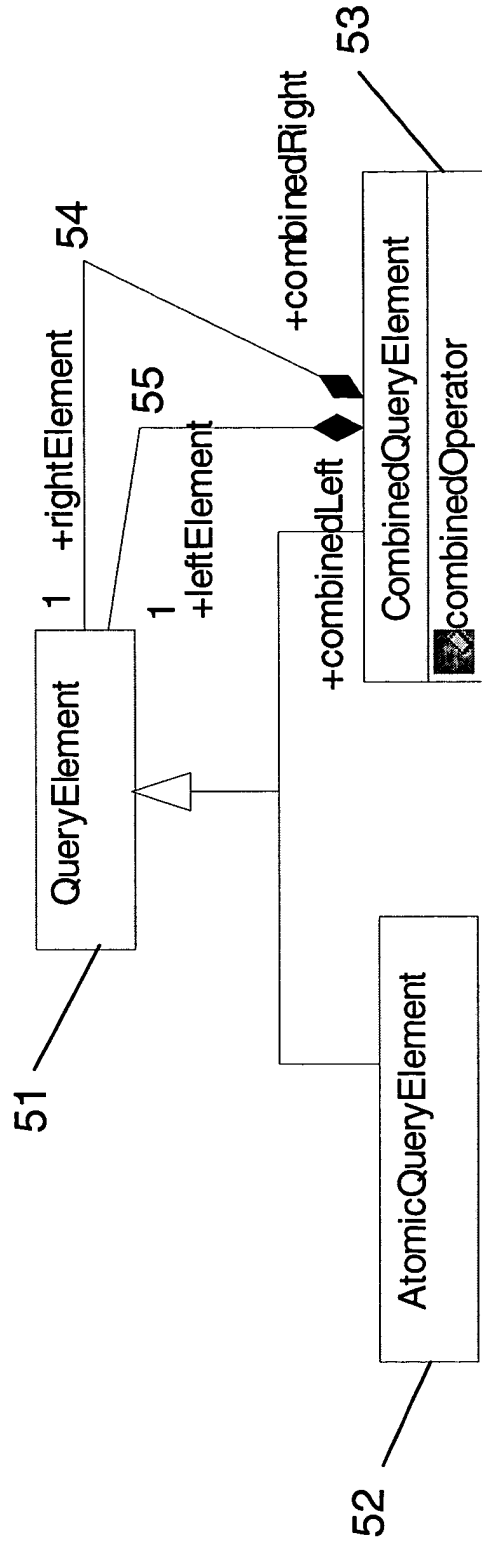 54
1 +rightElement
55
1
+leftElement
QueryElement
51
+combinedRight
53
+combinedLeft
CombinedQueryElement
combinedOperator
AtomicQueryElement
52